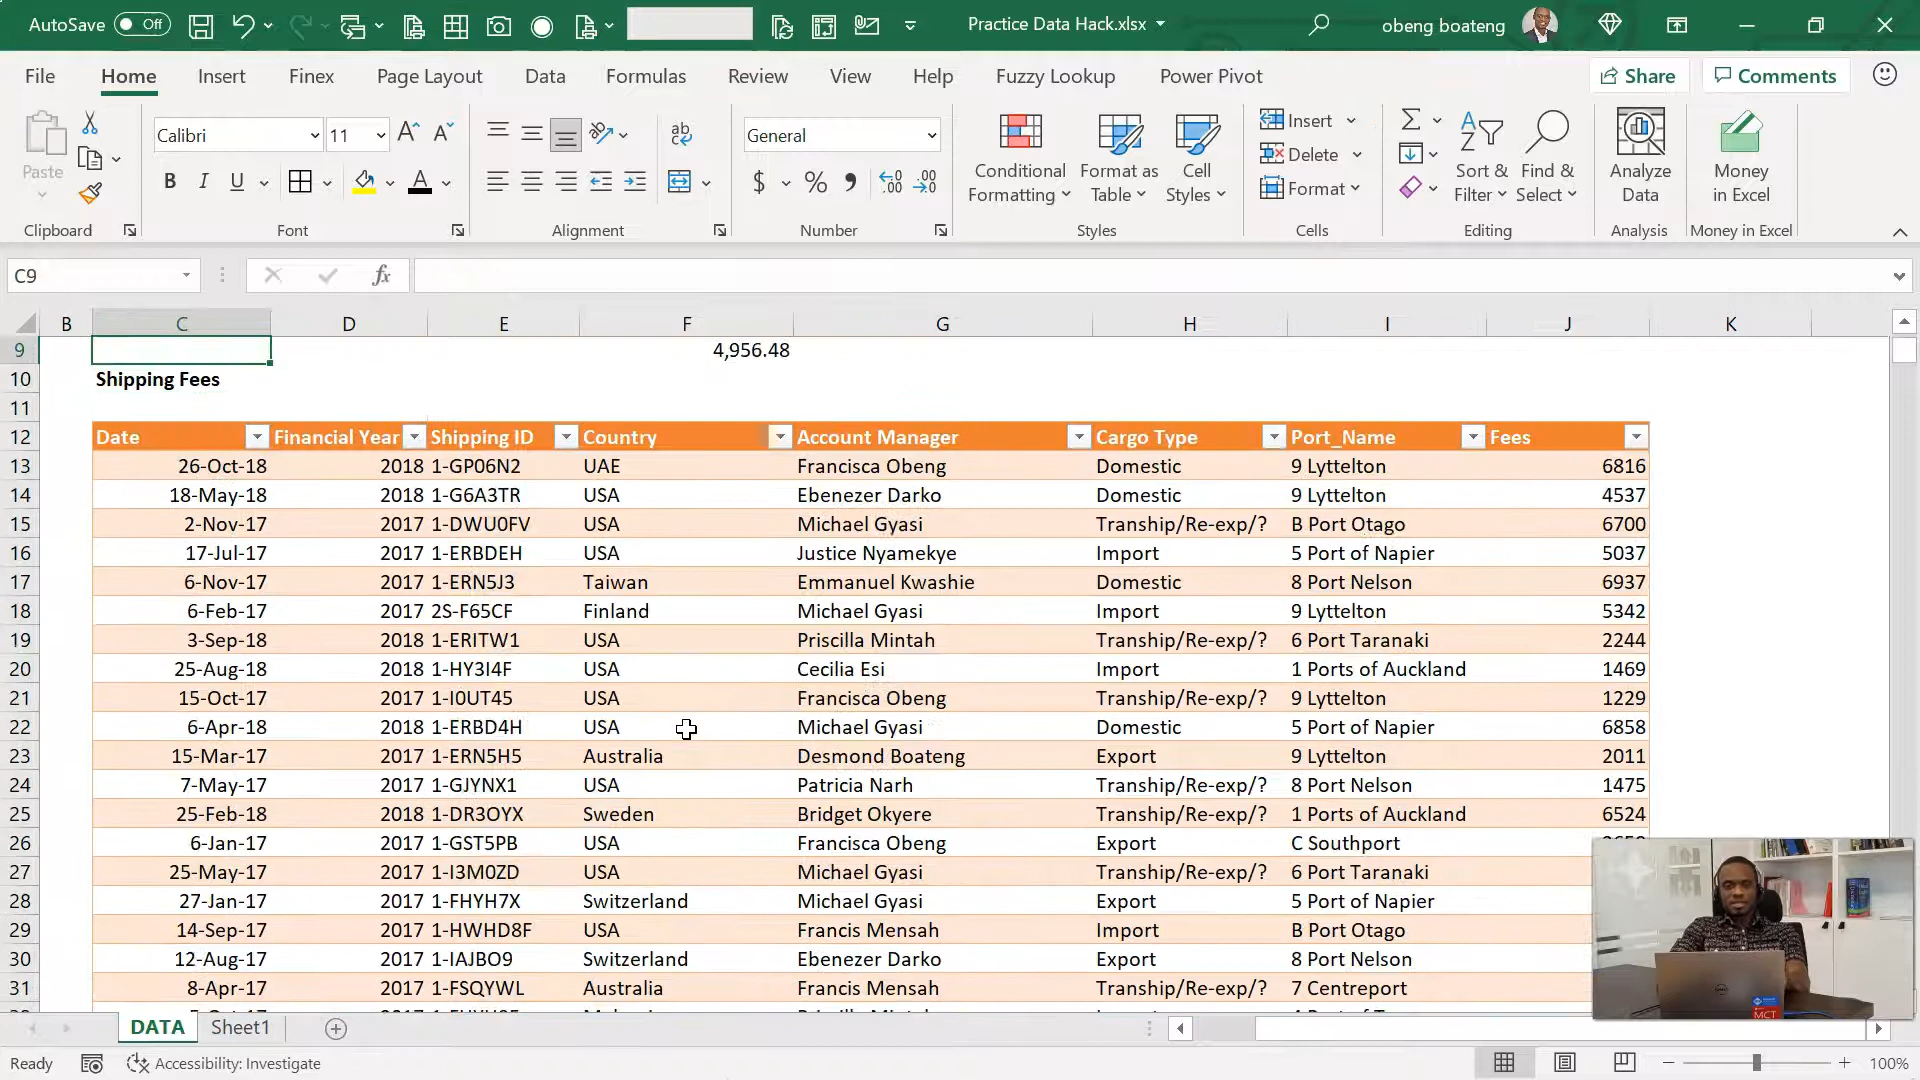 AutoSave Off Practice Data Hack.xlsx obeng boateng
File Home Insert Finex Page Layout Data Formulas Review View Help Fuzzy Lookup Power Pivot Share Comments
Paste
Calibri 11
B I U
ab
General
$ % ,
Conditional Formatting
Format as Table
Cell Styles
Insert
Delete
Format
Sort & Filter
Find & Select
Analyze Data
Money in Excel
Clipboard Font Alignment Number Styles Cells Editing Analysis Money in Excel
C9 fx
B C D E F G H I J K
9 4,956.48
10 Shipping Fees
11
12 Date Financial Year Shipping ID Country Account Manager Cargo Type Port_Name Fees
13 26-Oct-18 2018 1-GP06N2 UAE Francisca Obeng Domestic 9 Lyttelton 6816
14 18-May-18 2018 1-G6A3TR USA Ebenezer Darko Domestic 9 Lyttelton 4537
15 2-Nov-17 2017 1-DWU0FV USA Michael Gyasi Tranship/Re-exp/? B Port Otago 6700
16 17-Jul-17 2017 1-ERBDEH USA Justice Nyamekye Import 5 Port of Napier 5037
17 6-Nov-17 2017 1-ERN5J3 Taiwan Emmanuel Kwashie Domestic 8 Port Nelson 6937
18 6-Feb-17 2017 2S-F65CF Finland Michael Gyasi Import 9 Lyttelton 5342
19 3-Sep-18 2018 1-ERITW1 USA Priscilla Mintah Tranship/Re-exp/? 6 Port Taranaki 2244
20 25-Aug-18 2018 1-HY3I4F USA Cecilia Esi Import 1 Ports of Auckland 1469
21 15-Oct-17 2017 1-I0UT45 USA Francisca Obeng Tranship/Re-exp/? 9 Lyttelton 1229
22 6-Apr-18 2018 1-ERBD4H USA Michael Gyasi Domestic 5 Port of Napier 6858
23 15-Mar-17 2017 1-ERN5H5 Australia Desmond Boateng Export 9 Lyttelton 2011
24 7-May-17 2017 1-GJYNX1 USA Patricia Narh Tranship/Re-exp/? 8 Port Nelson 1475
25 25-Feb-18 2018 1-DR3OYX Sweden Bridget Okyere Tranship/Re-exp/? 1 Ports of Auckland 6524
26 6-Jan-17 2017 1-GST5PB USA Francisca Obeng Export C Southport
27 25-May-17 2017 1-I3M0ZD USA Michael Gyasi Tranship/Re-exp/? 6 Port Taranaki
28 27-Jan-17 2017 1-FHYH7X Switzerland Michael Gyasi Export 5 Port of Napier
29 14-Sep-17 2017 1-HWHD8F USA Francis Mensah Import B Port Otago
30 12-Aug-17 2017 1-IAJBO9 Switzerland Ebenezer Darko Export 8 Port Nelson
31 8-Apr-17 2017 1-FSQYWL Australia Francis Mensah Tranship/Re-exp/? 7 Centreport
MCT
DATA Sheet1
Ready Accessibility: Investigate 100%